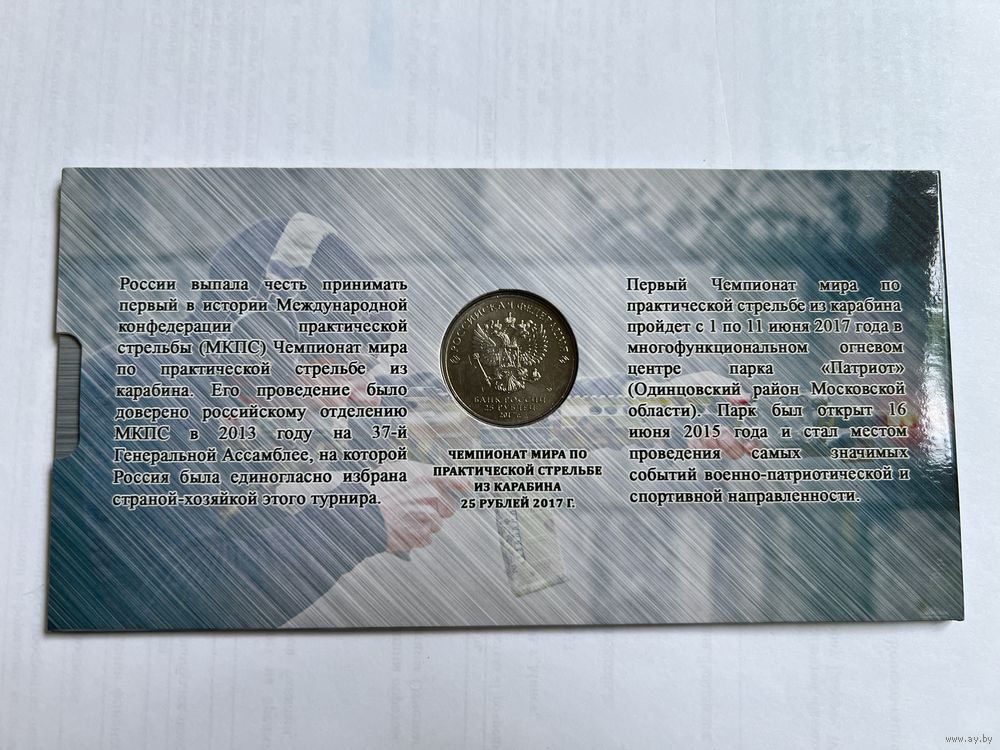 России выпала честь принимать
первый в истории Международной
конфедерации практической
стрельбы (МКПС) Чемпионат мира
по практической стрельбе из
карабина. Его проведение было
доверено российскому отделению
МКПС в 2013 году на 37-й
Генеральной Ассамблее, на которой
Россия была единогласно избрана
страной-хозяйкой этого турнира.
РОССИЙСКАЯ ФЕДЕРАЦИЯ
БАНК РОССИИ
25 РУБЛЕЙ
2017 г.
ЧЕМПИОНАТ МИРА ПО
ПРАКТИЧЕСКОЙ СТРЕЛЬБЕ
ИЗ КАРАБИНА
25 РУБЛЕЙ 2017 Г.
Первый Чемпионат мира по
практической стрельбе из карабина
пройдет с 1 по 11 июня 2017 года в
многофункциональном огневом
центре парка «Патриот»
(Одинцовский район Московской
области). Парк был открыт 16
июня 2015 года и стал местом
проведения самых значимых
событий военно-патриотической и
спортивной направленности.
www.ay.by